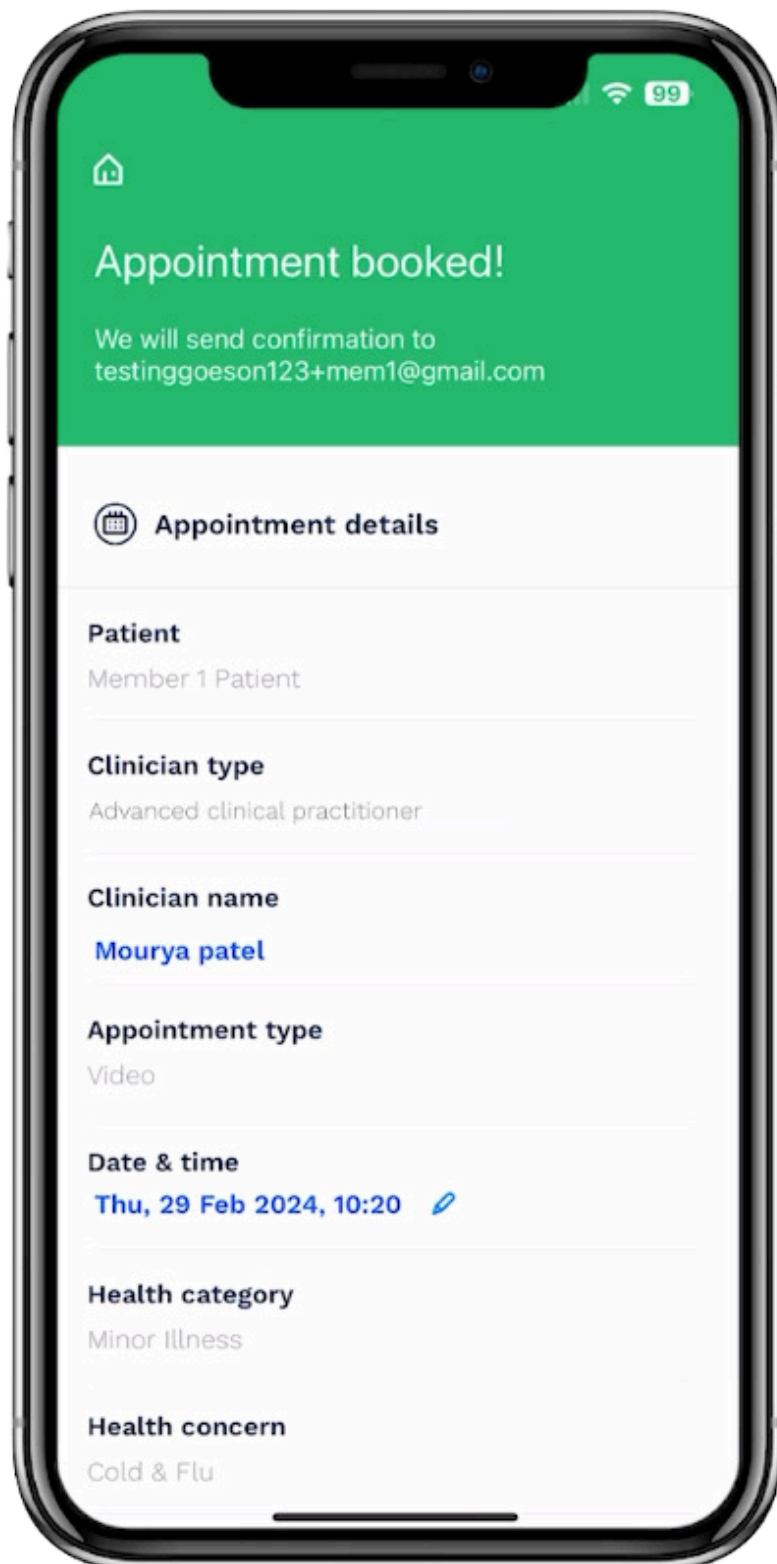 99
Appointment booked!
We will send confirmation to
testinggoeson123+mem1@gmail.com
Appointment details
Patient
Member 1 Patient
Clinician type
Advanced clinical practitioner
Clinician name
Mourya patel
Appointment type
Video
Date & time
Thu, 29 Feb 2024, 10:20
Health category
Minor Illness
Health concern
Cold & Flu